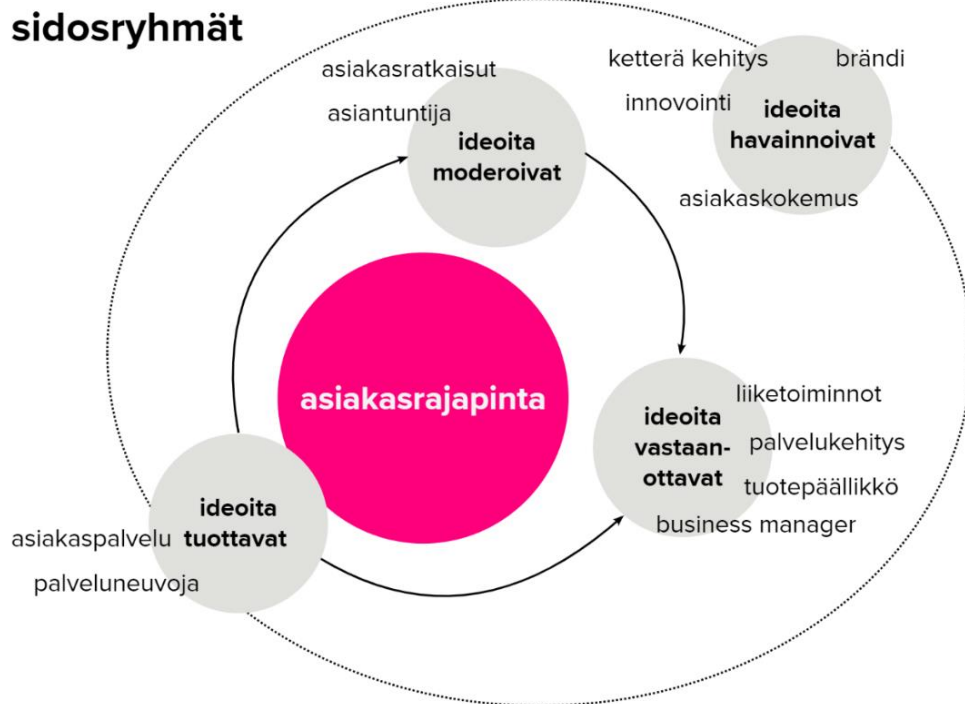 sidosryhmät
asiakasratkaisut
asiantuntija
ideoita
moderoivat
ketterä kehitys
brändi
innovointi
ideoita
havainnoivat
asiakaskokemus
asiakasrajapinta
ideoita
vastaan-
ottavat
liiketoiminnot
palvelukehitys
tuotepäällikkö
business manager
ideoita
tuottavat
asiakaspalvelu
palveluneuvoja